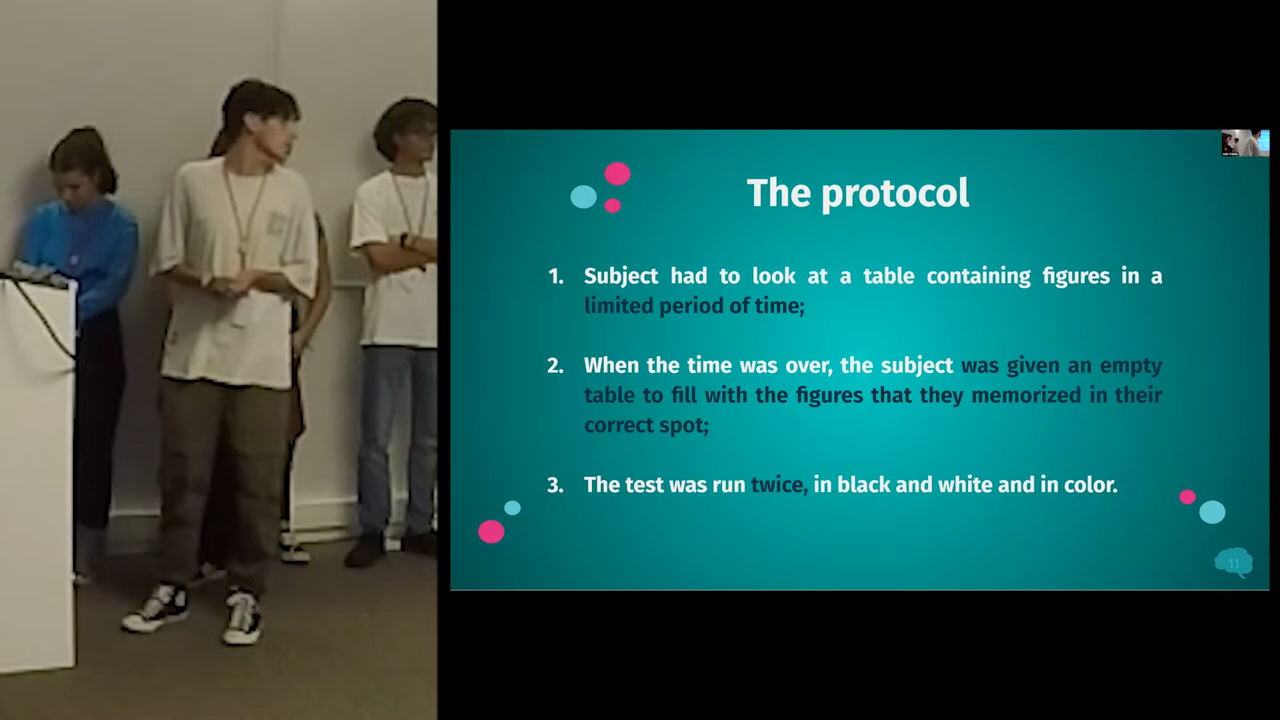 The protocol
1. Subject had to look at a table containing figures in a
limited period of time;
2. When the time was over, the subject was given an empty
table to fill with the figures that they memorized in their
correct spot;
3. The test was run twice, in black and white and in color.
11